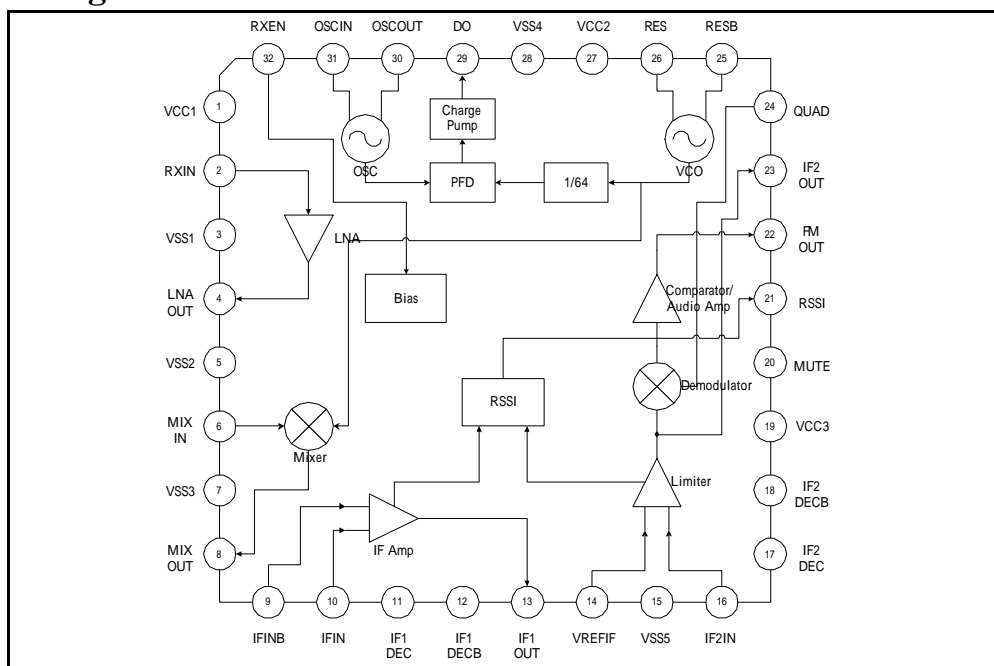 RXEN OSCIN OSCOUT DO VSS4 VCC2 RES RESB
32 31 30 29 28 27 26 25
VCC1 1
24 QUAD
Charge
Pump
OSC
PFD
1/64
VCO
RXIN 2
23 IF2
OUT
LNA
VSS1 3
22 FM
OUT
LNA
OUT 4
Bias
Comparator/
Audio Amp
21 RSSI
VSS2 5
20 MUTE
RSSI
Demodulator
MIX
IN 6
Mixer
19 VCC3
VSS3 7
Limiter
18 IF2
DECB
IF Amp
MIX
OUT 8
17 IF2
DEC
9 10 11 12 13 14 15 16
IFINB IFIN IF1
DEC IF1
DECB IF1
OUT VREFIF VSS5 IF2IN